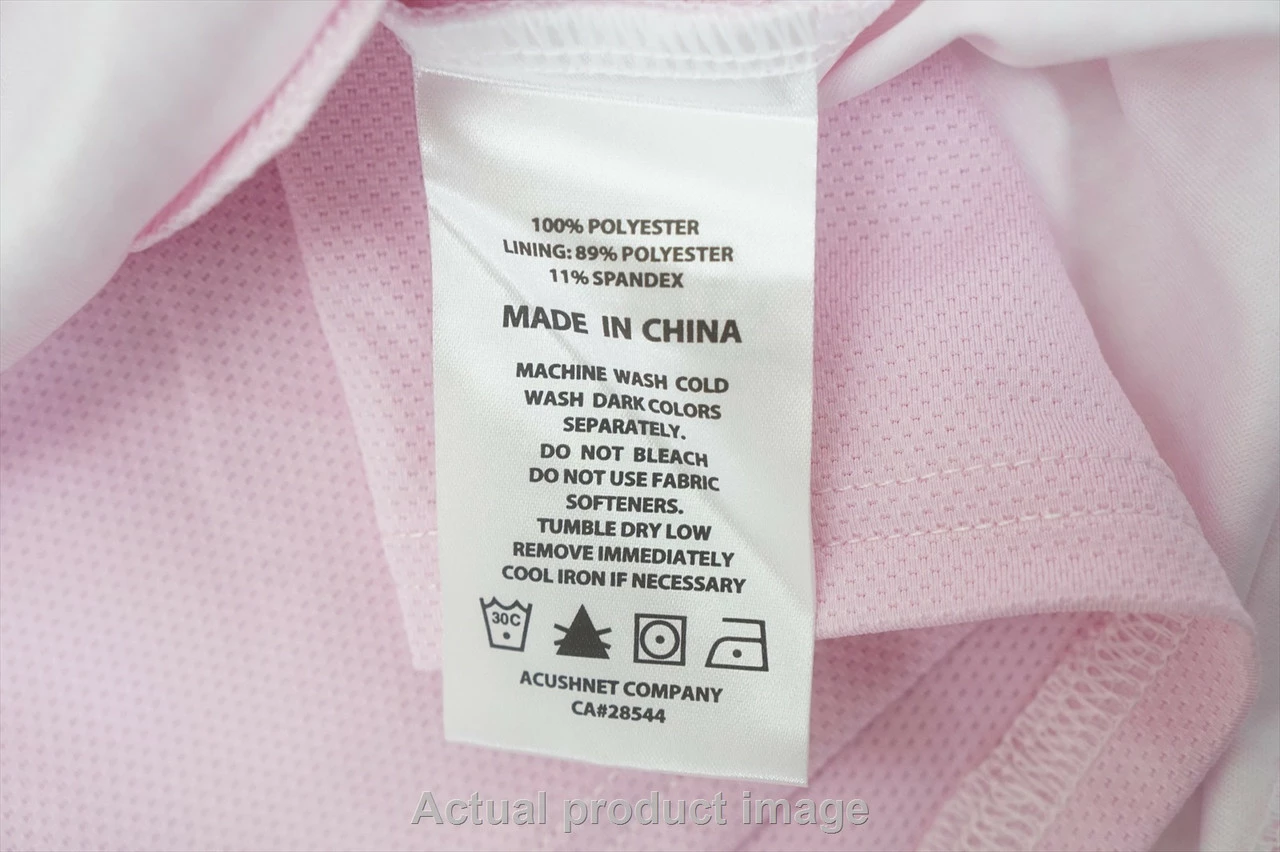 100% POLYESTER
LINING: 89% POLYESTER
11% SPANDEX
MADE IN CHINA
MACHINE WASH COLD
WASH DARK COLORS
SEPARATELY.
DO NOT BLEACH
DO NOT USE FABRIC
SOFTENERS.
TUMBLE DRY LOW
REMOVE IMMEDIATELY
COOL IRON IF NECESSARY
30C
ACUSHNET COMPANY
CA#28544
Actual product image